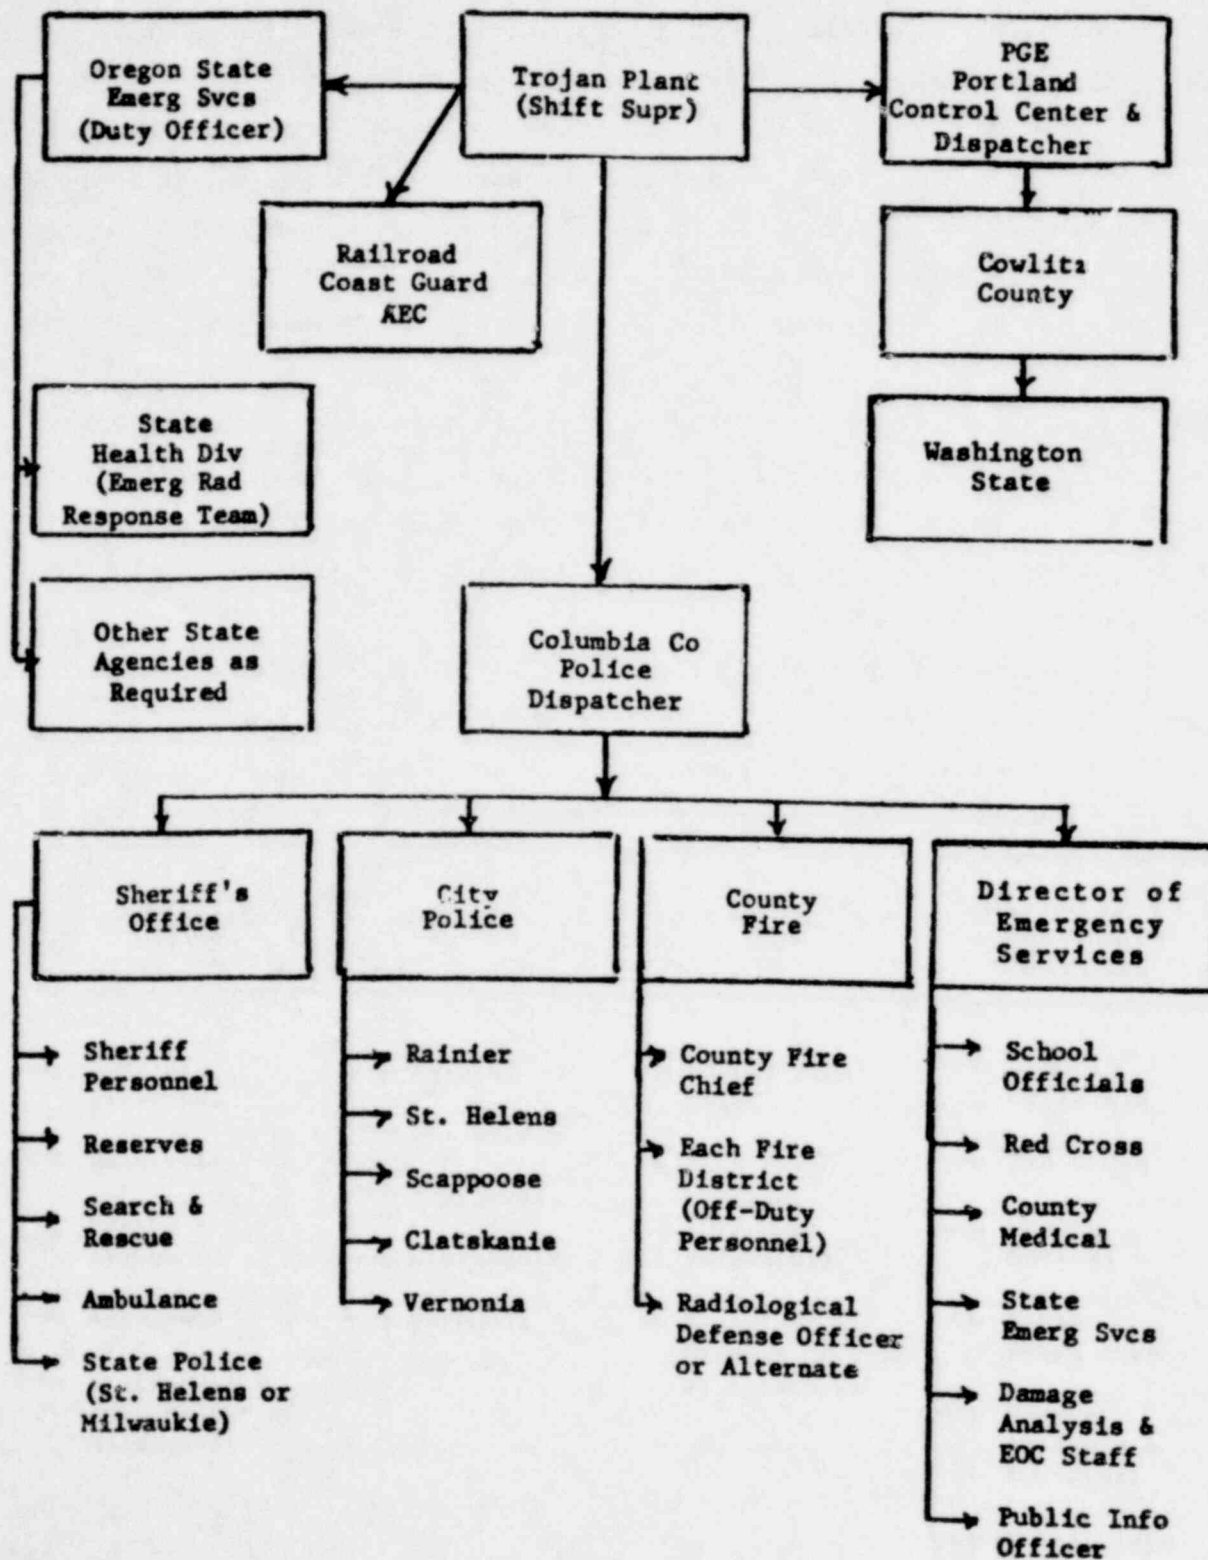 Oregon State
Emerg Svcs
(Duty Officer)
Trojan Plant
(Shift Supr)
PGE
Portland
Control Center &
Dispatcher
Railroad
Coast Guard
AEC
Cowlitz
County
State
Health Div
(Emerg Rad
Response Team)
Washington
State
Other State
Agencies as
Required
Columbia Co
Police
Dispatcher
Sheriff's
Office
City
Police
County
Fire
Director of
Emergency
Services
Sheriff
Personnel
Reserves
Search &
Rescue
Ambulance
State Police
(St. Helens or
Milwaukie)
Rainier
St. Helens
Scappoose
Clatskanie
Vernonia
County Fire
Chief
Each Fire
District
(Off-Duty
Personnel)
Radiological
Defense Officer
or Alternate
School
Officials
Red Cross
County
Medical
State
Emerg Svcs
Damage
Analysis &
EOC Staff
Public Info
Officer